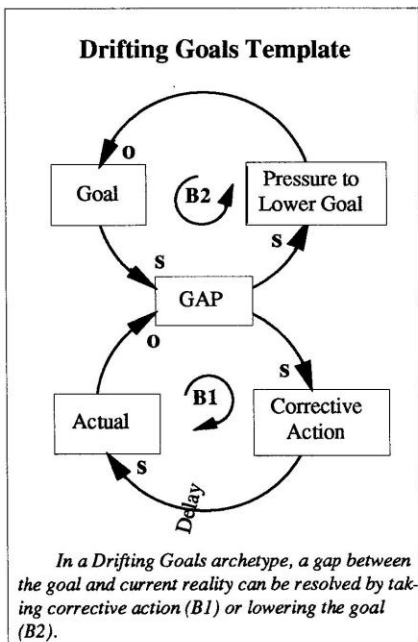 Drifting Goals Template
O
Goal
B2
Pressure to
Lower Goal
S
S
GAP
O
S
Actual
B1
Corrective
Action
S
Delay
In a Drifting Goals archetype, a gap between
the goal and current reality can be resolved by tak-
ing corrective action (B1) or lowering the goal
(B2).